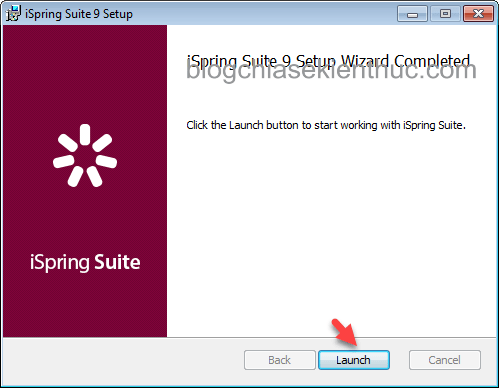 iSpring Suite 9 Setup
iSpring Suite 9 Setup Wizard Completed
blogchiasekienthuc.com
Click the Launch button to start working with iSpring Suite.
iSpring Suite
Back
Launch
Cancel